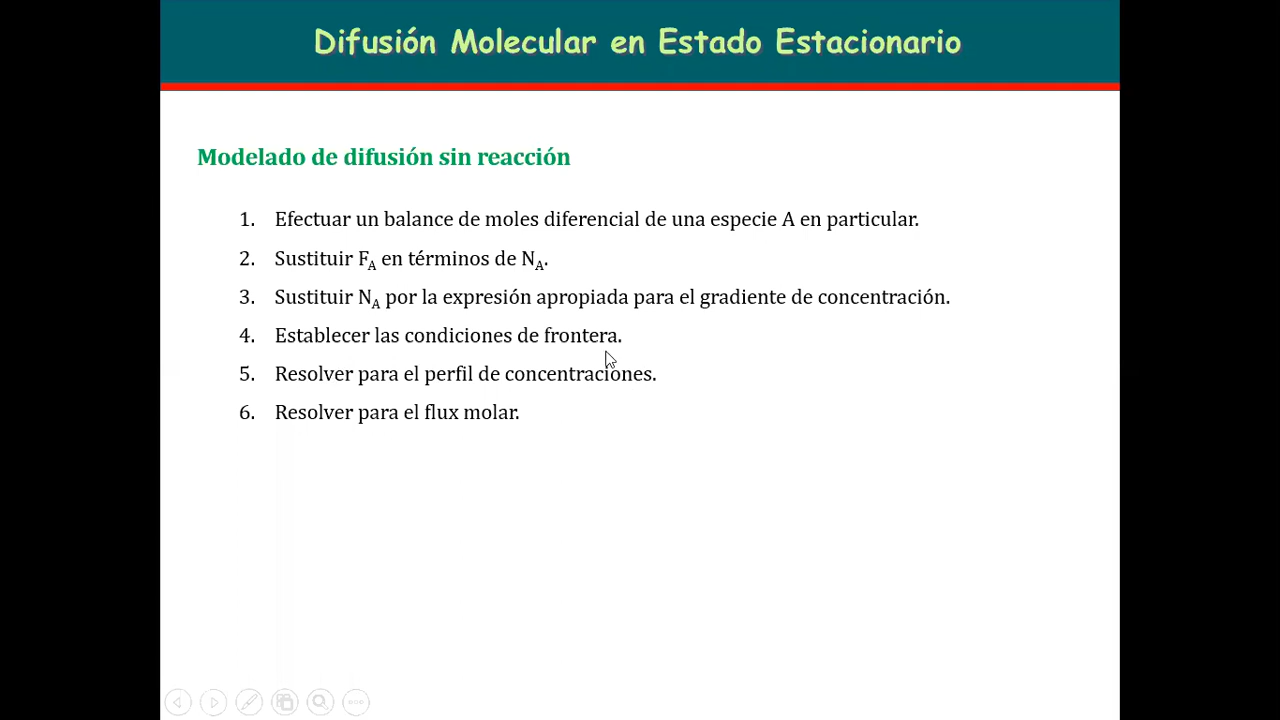 Difusión Molecular en Estado Estacionario
Modelado de difusión sin reacción
1. Efectuar un balance de moles diferencial de una especie A en particular.
2. Sustituir F_A en términos de N_A.
3. Sustituir N_A por la expresión apropiada para el gradiente de concentración.
4. Establecer las condiciones de frontera.
5. Resolver para el perfil de concentraciones.
6. Resolver para el flux molar.